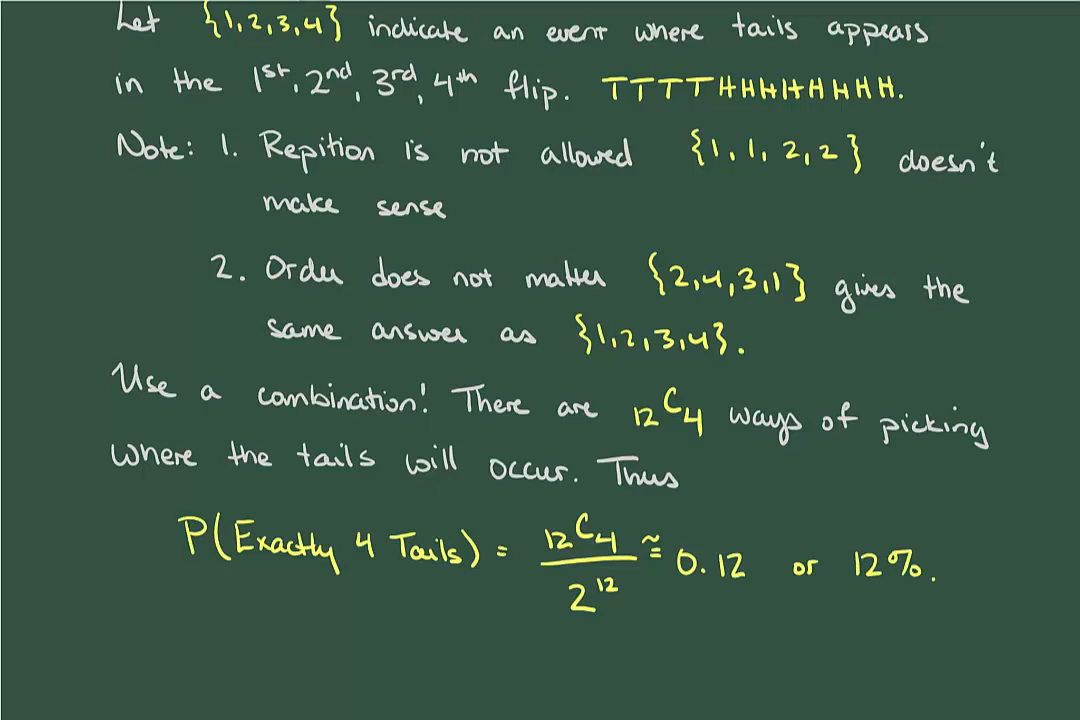 Let {1,2,3,4} indicate an event where tails appears
in the 1st, 2nd, 3rd, 4th flip. TTTTHHHHHHHH.
Note: 1. Repition is not allowed {1,1,2,2} doesn't
make sense
2. Order does not matter {2,4,3,1} gives the
same answer as {1,2,3,4}.
Use a combination! There are 12C4 ways of picking
where the tails will occur. Thus
P(Exactly 4 Tails) = 12C4 / 2^12 ≅ 0.12 or 12%.